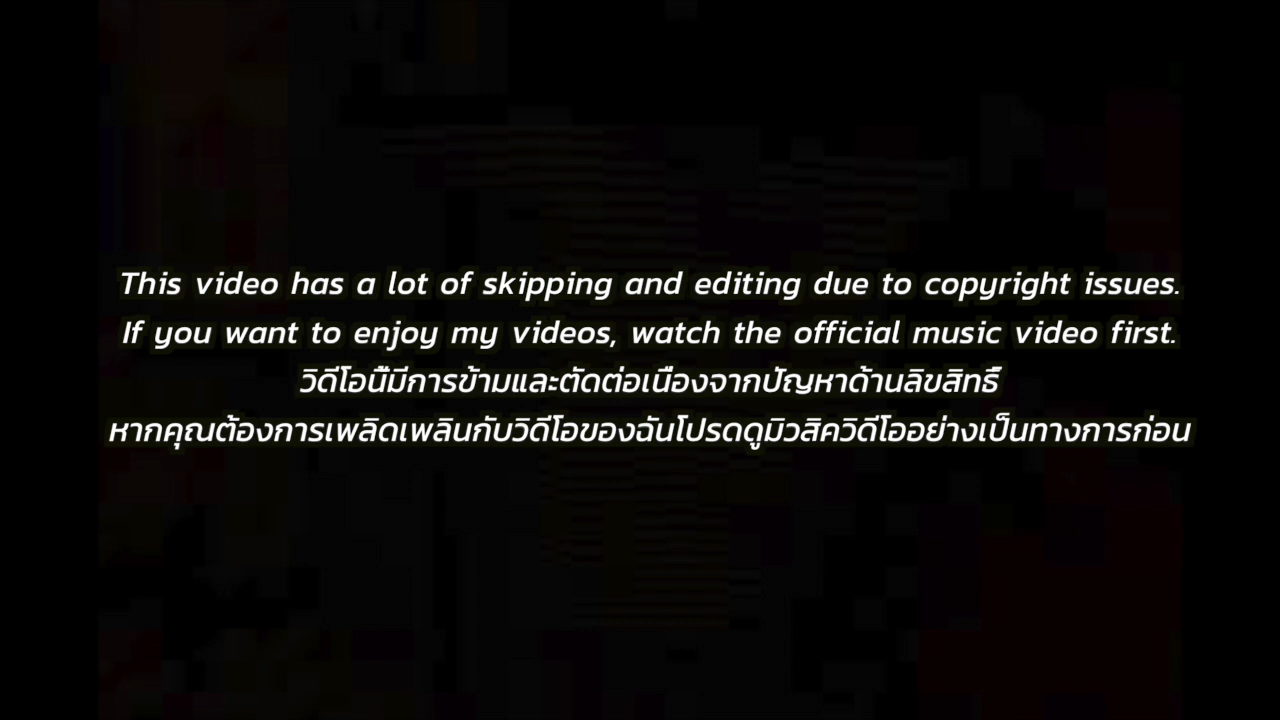 This video has a lot of skipping and editing due to copyright issues.
If you want to enjoy my videos, watch the official music video first.
วิดีโอนี้มีการข้ามและตัดต่อเนื่องจากปัญหาด้านลิขสิทธิ์
หากคุณต้องการเพลิดเพลินกับวิดีโอของฉันโปรดดูมิวสิควิดีโออย่างเป็นทางการก่อน